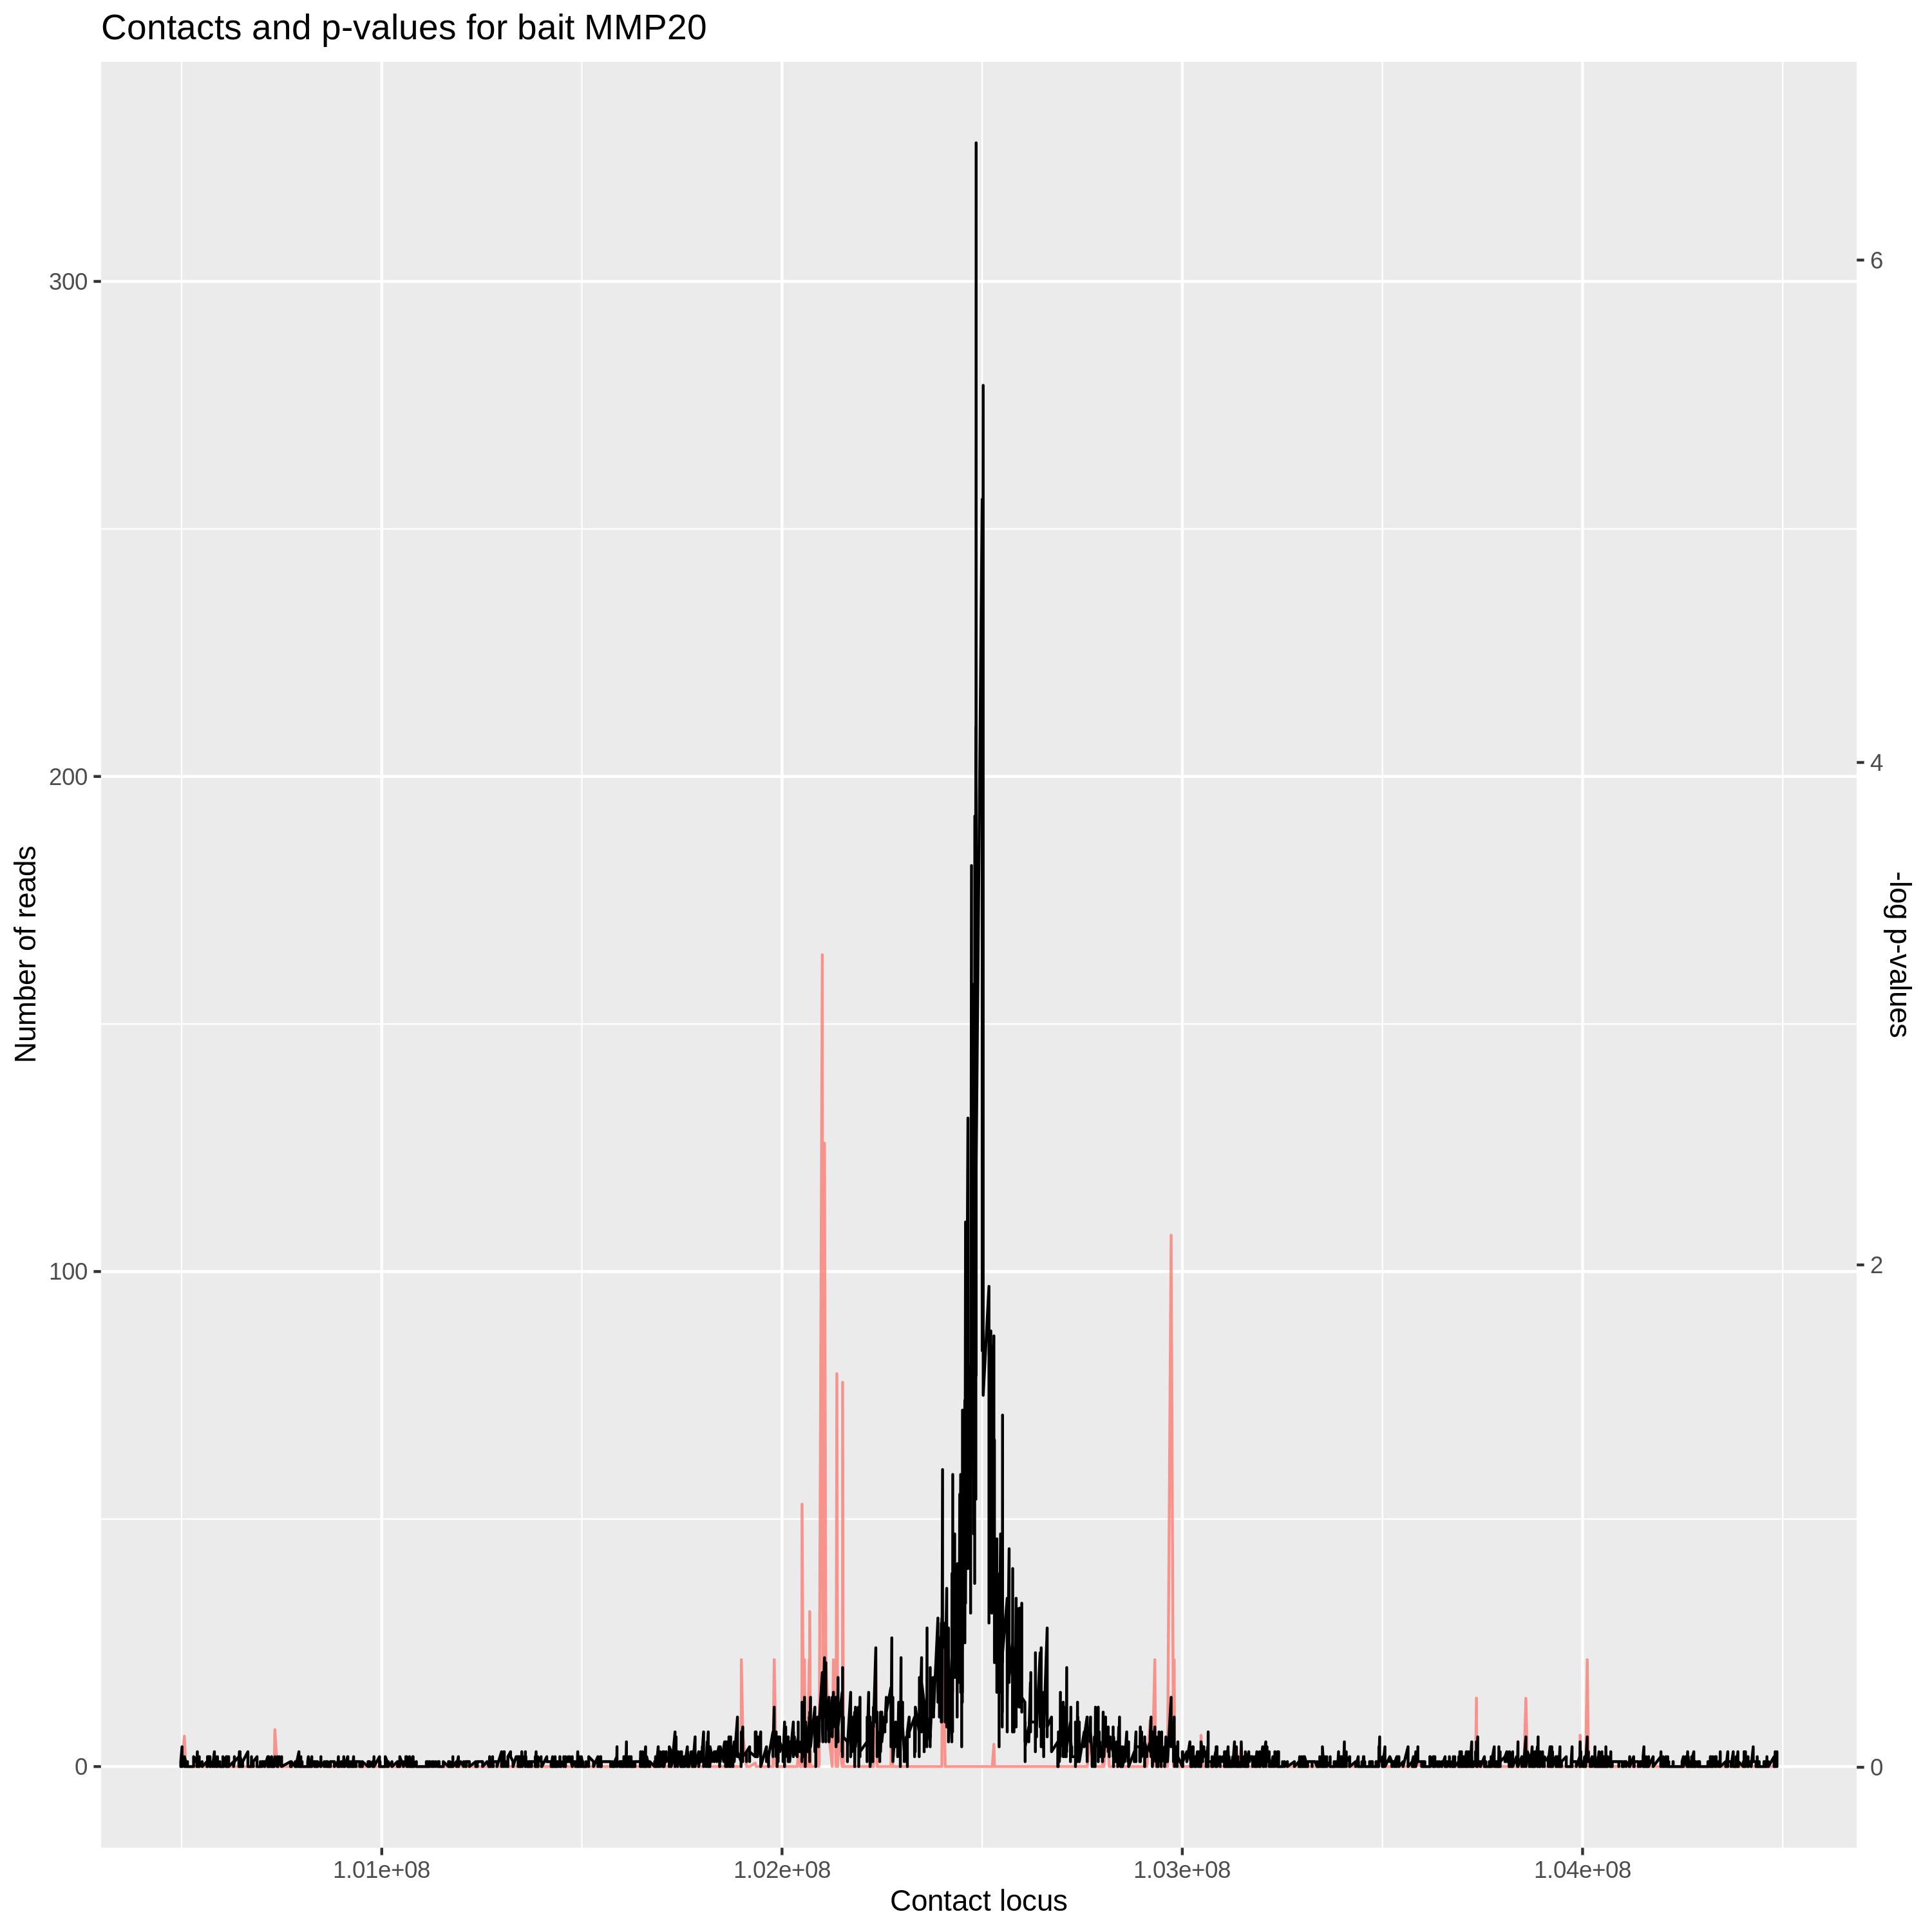 Contacts and p-values for bait MMP20
300
200
100
0
6
4
2
0
Number of reads
-log p-values
1.01e+08
1.02e+08
1.03e+08
1.04e+08
Contact locus